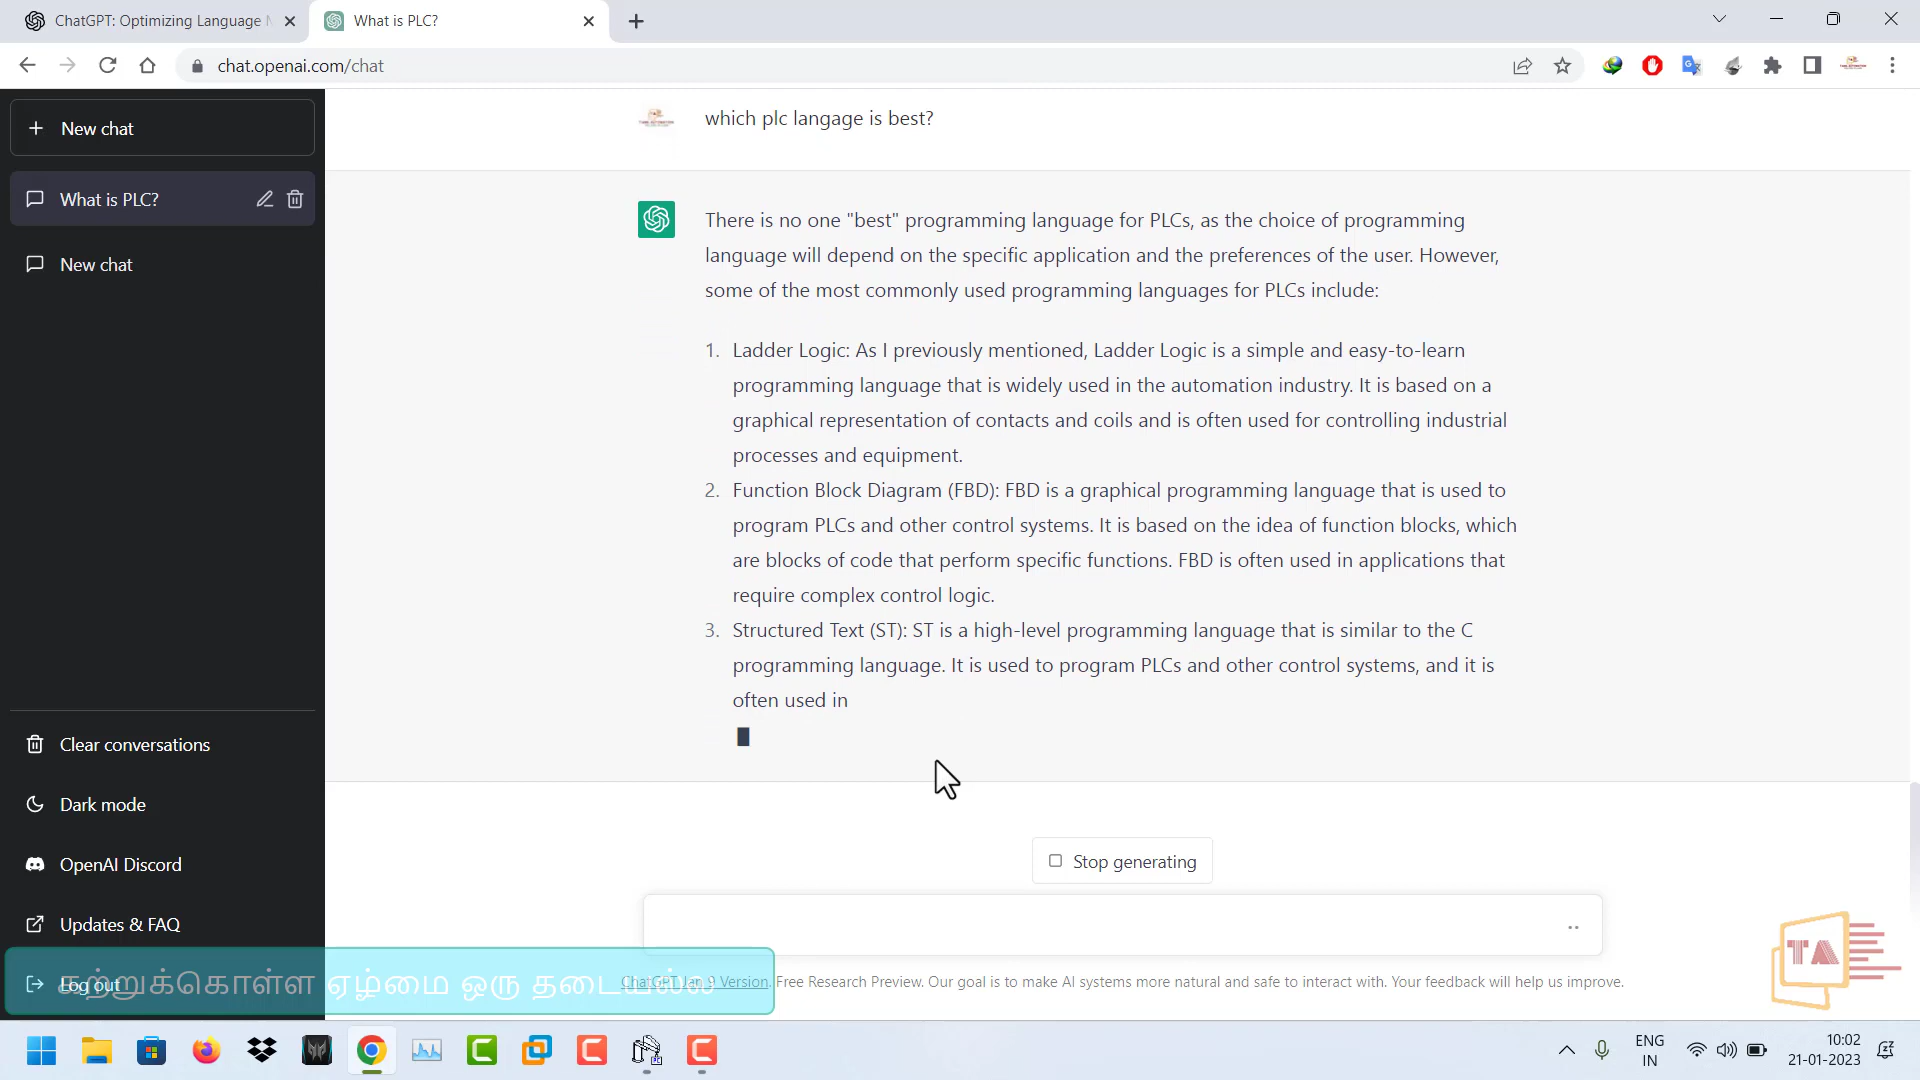 ChatGPT: Optimizing Language
What is PLC?
chat.openai.com/chat
New chat
What is PLC?
New chat
Clear conversations
Dark mode
OpenAI Discord
Updates & FAQ
Log out
கற்றுக்கொள்ள ஏழ்மை ஒரு தடையல்ல
which plc langage is best?
There is no one "best" programming language for PLCs, as the choice of programming
language will depend on the specific application and the preferences of the user. However,
some of the most commonly used programming languages for PLCs include:
1. Ladder Logic: As I previously mentioned, Ladder Logic is a simple and easy-to-learn
programming language that is widely used in the automation industry. It is based on a
graphical representation of contacts and coils and is often used for controlling industrial
processes and equipment.
2. Function Block Diagram (FBD): FBD is a graphical programming language that is used to
program PLCs and other control systems. It is based on the idea of function blocks, which
are blocks of code that perform specific functions. FBD is often used in applications that
require complex control logic.
3. Structured Text (ST): ST is a high-level programming language that is similar to the C
programming language. It is used to program PLCs and other control systems, and it is
often used in
Stop generating
ChatGPT Jan 9 Version. Free Research Preview. Our goal is to make AI systems more natural and safe to interact with. Your feedback will help us improve.
TA
ENG
IN
10:02
21-01-2023